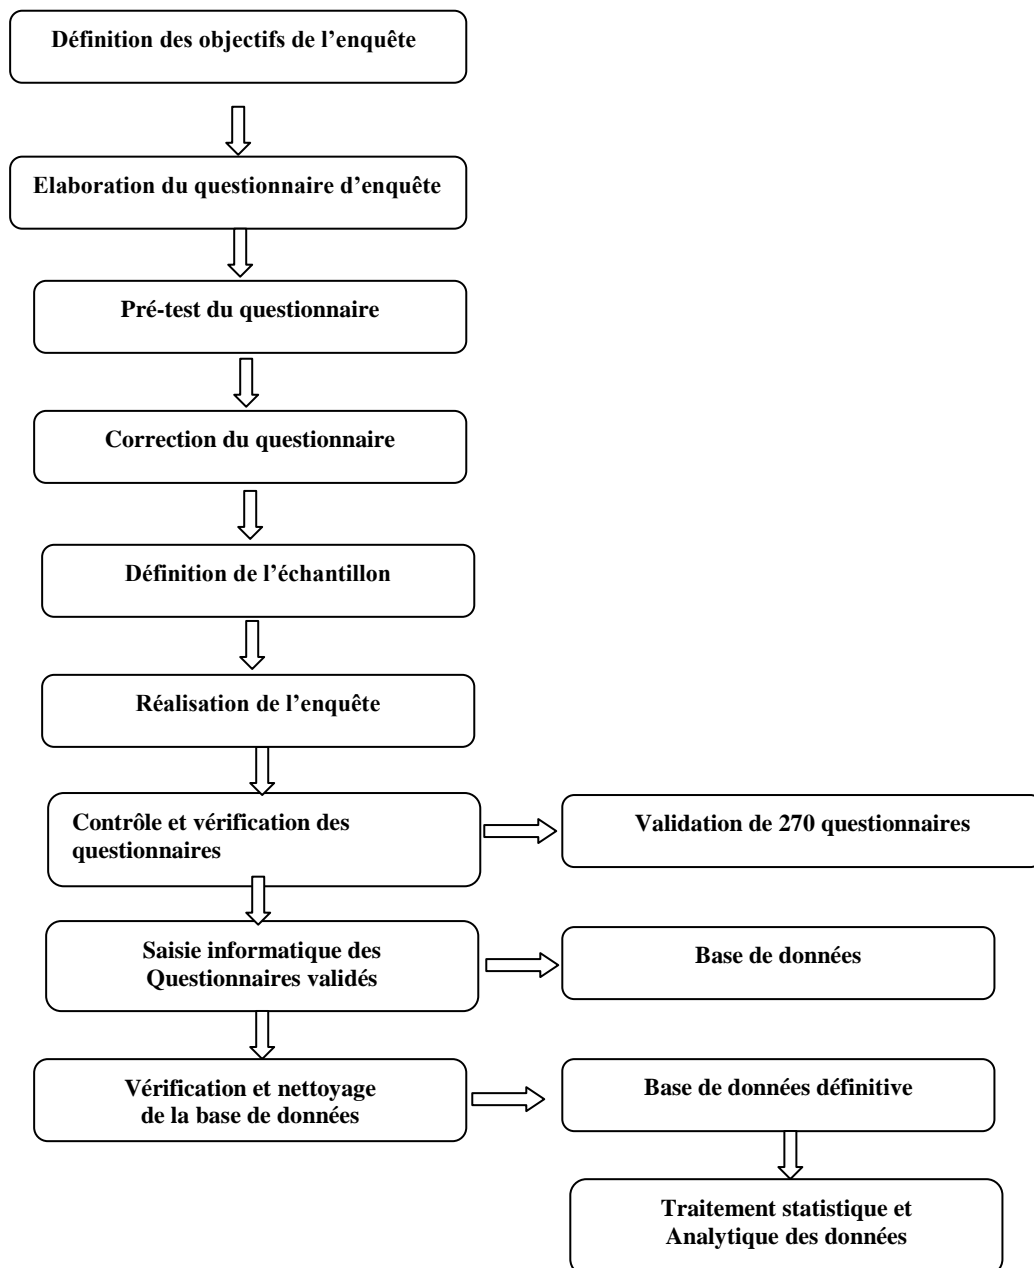 Définition des objectifs de l’enquête
Elaboration du questionnaire d’enquête
Pré-test du questionnaire
Correction du questionnaire
Définition de l’échantillon
Réalisation de l’enquête
Contrôle et vérification des
questionnaires
Validation de 270 questionnaires
Saisie informatique des
Questionnaires validés
Base de données
Vérification et nettoyage
de la base de données
Base de données définitive
Traitement statistique et
Analytique des données